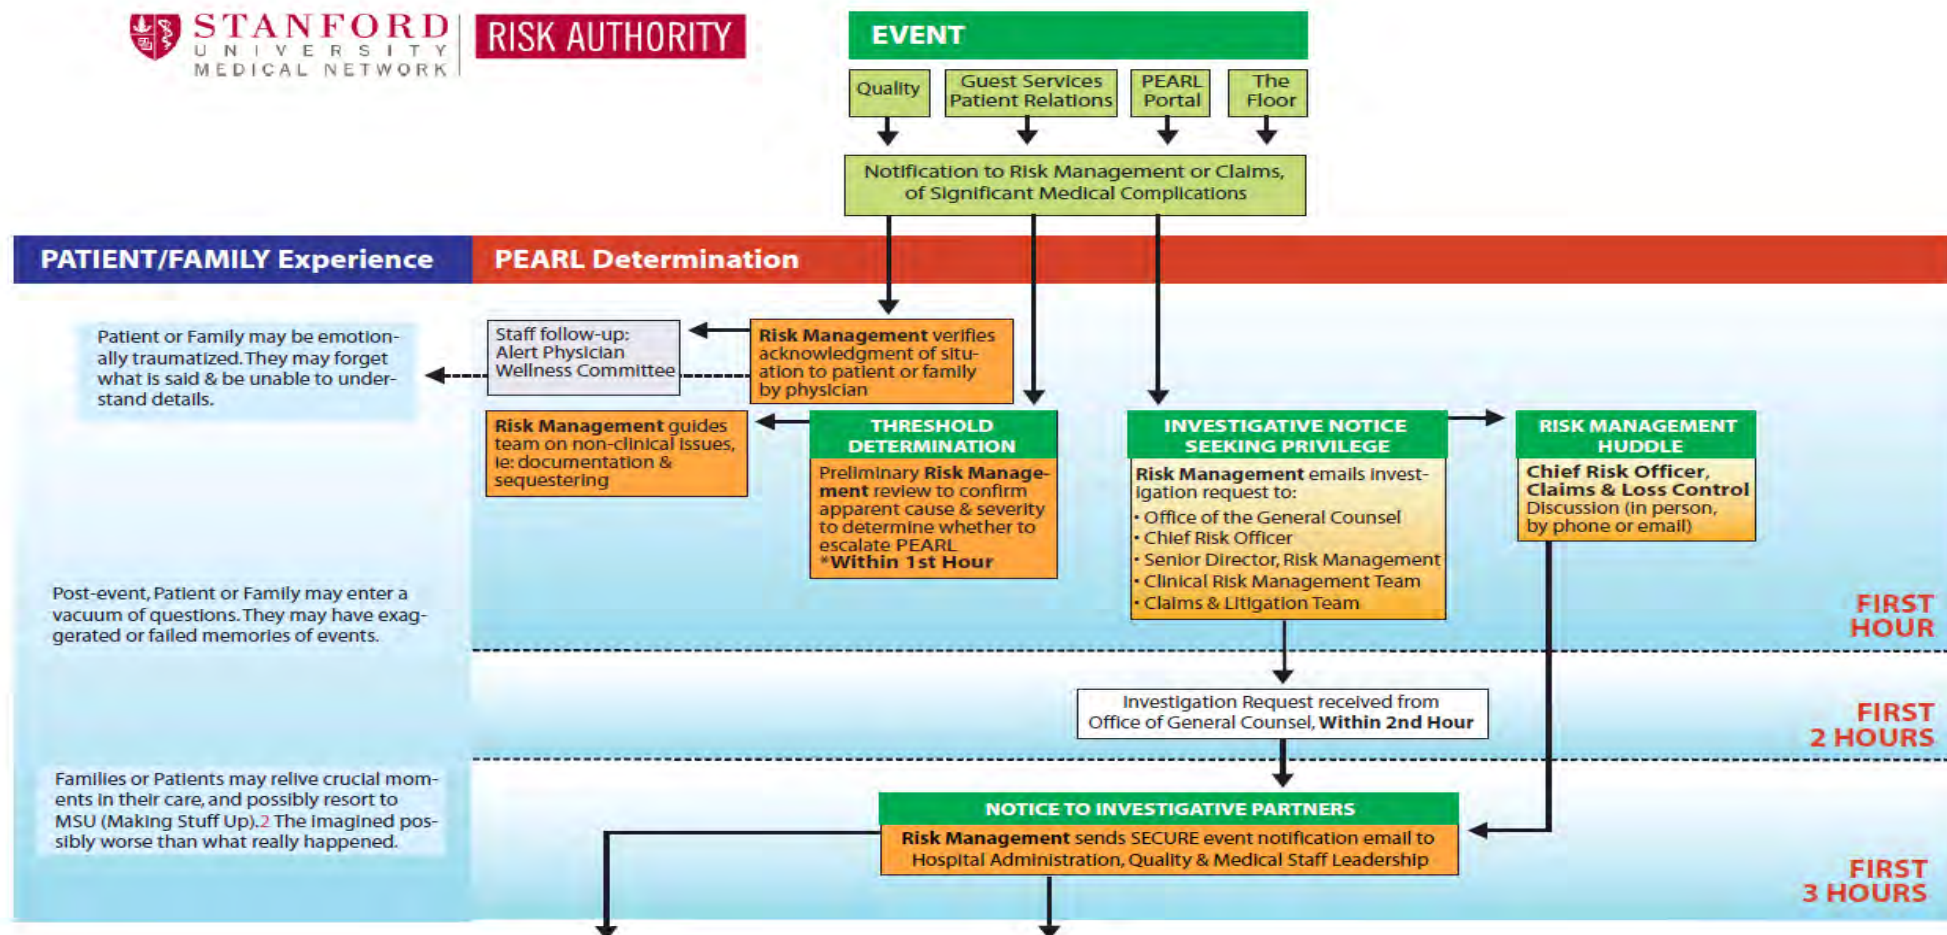 STANFORD
UNIVERSITY
MEDICAL NETWORK
RISK AUTHORITY
EVENT
Quality
Guest Services
Patient Relations
PEARL
Portal
The
Floor
Notification to Risk Management or Claims,
of Significant Medical Complications
PATIENT/FAMILY Experience
PEARL Determination
Patient or Family may be emotion-
ally traumatized. They may forget
what is said & be unable to under-
stand details.
Staff follow-up:
Alert Physician
Wellness Committee
Risk Management verifies
acknowledgment of situ-
ation to patient or family
by physician
Risk Management guides
team on non-clinical issues,
ie: documentation &
sequestering
THRESHOLD
DETERMINATION
Preliminary Risk Manage-
ment review to confirm
apparent cause & severity
to determine whether to
escalate PEARL
*Within 1st Hour
INVESTIGATIVE NOTICE
SEEKING PRIVILEGE
Risk Management emails invest-
igation request to:
• Office of the General Counsel
• Chief Risk Officer
• Senior Director, Risk Management
• Clinical Risk Management Team
• Claims & Litigation Team
RISK MANAGEMENT
HUDDLE
Chief Risk Officer,
Claims & Loss Control
Discussion (in person,
by phone or email)
Post-event, Patient or Family may enter a
vacuum of questions. They may have exag-
gerated or failed memories of events.
FIRST
HOUR
Investigation Request received from
Office of General Counsel, Within 2nd Hour
FIRST
2 HOURS
Families or Patients may relive crucial mom-
ents in their care, and possibly resort to
MSU (Making Stuff Up).2 The imagined pos-
sibly worse than what really happened.
NOTICE TO INVESTIGATIVE PARTNERS
Risk Management sends SECURE event notification email to
Hospital Administration, Quality & Medical Staff Leadership
FIRST
3 HOURS